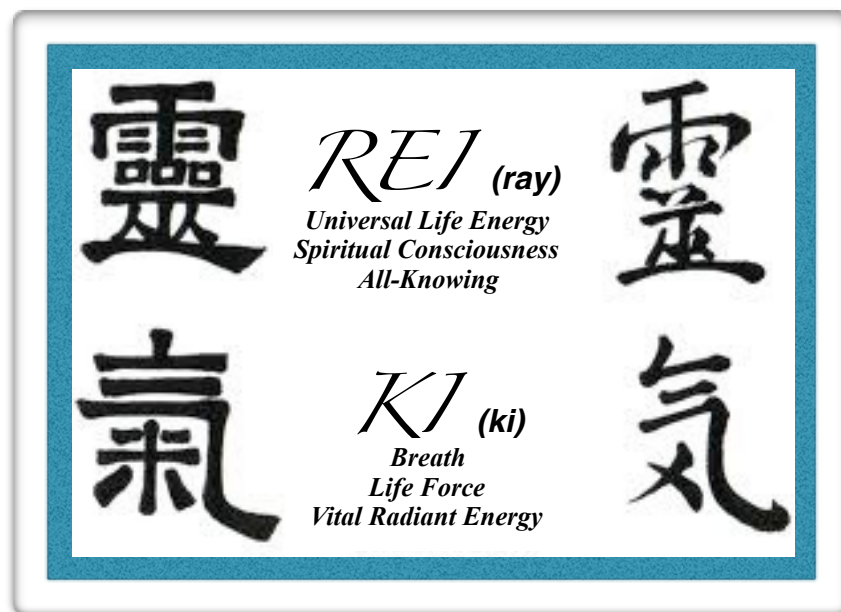 靈
REI (ray)
Universal Life Energy
Spiritual Consciousness
All-Knowing
霊
氣
KI (ki)
Breath
Life Force
Vital Radiant Energy
気